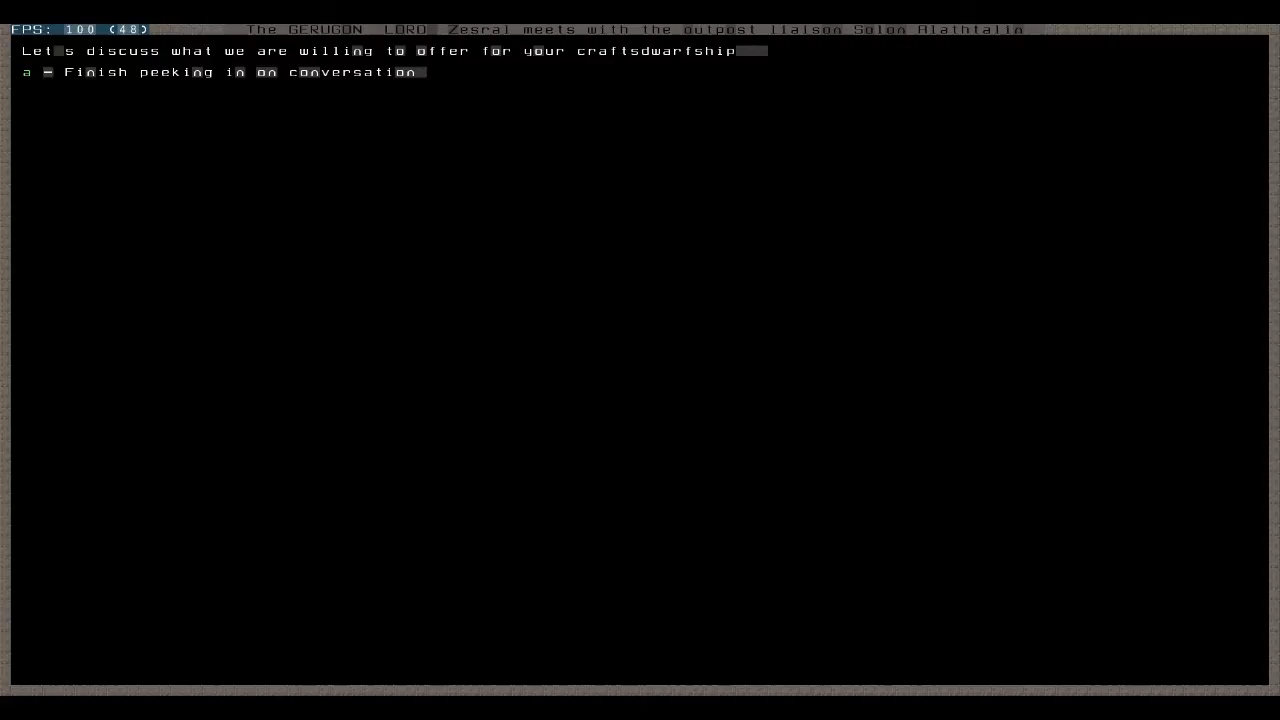 FPS: 100 (48) The GERUGON LORD Zesral meets with the outpost liaison Solon Alathtalin
Let s discuss what we are willing to offer for your craftsdwarfship
a - Finish peeking in on conversation